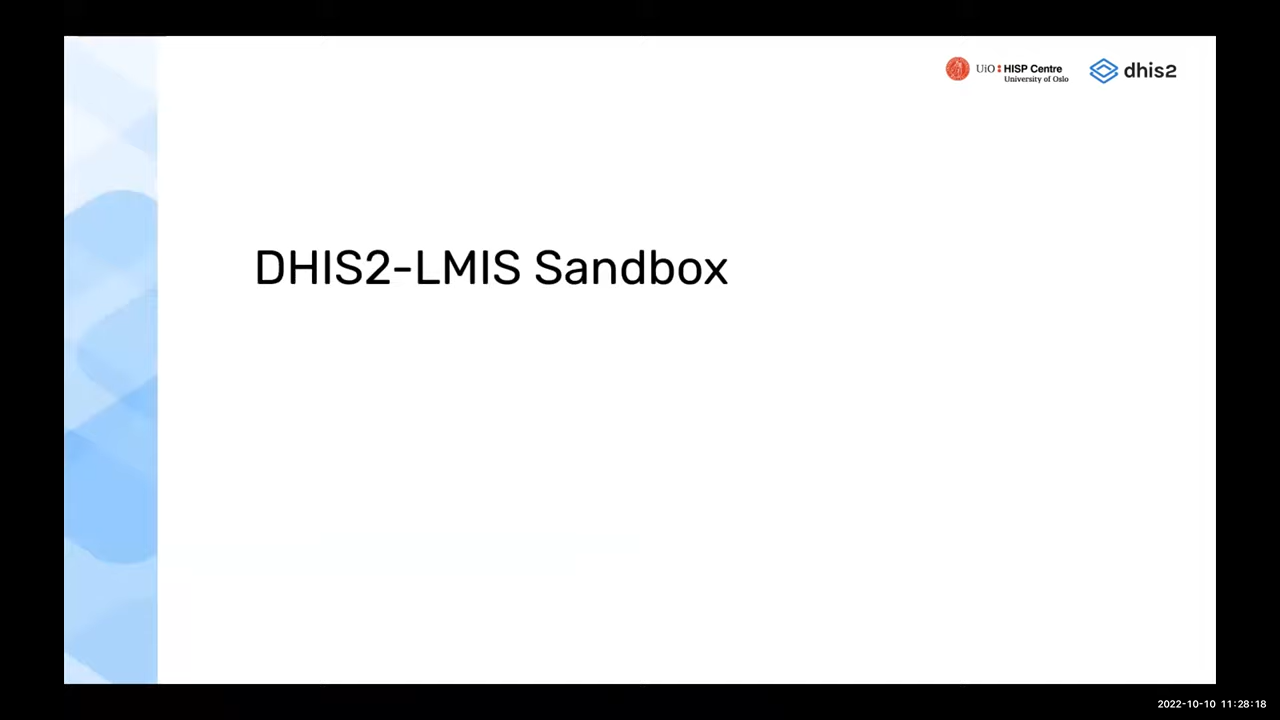 UiO: HISP Centre
University of Oslo
dhis2
DHIS2-LMIS Sandbox
2022-10-10 11:28:18